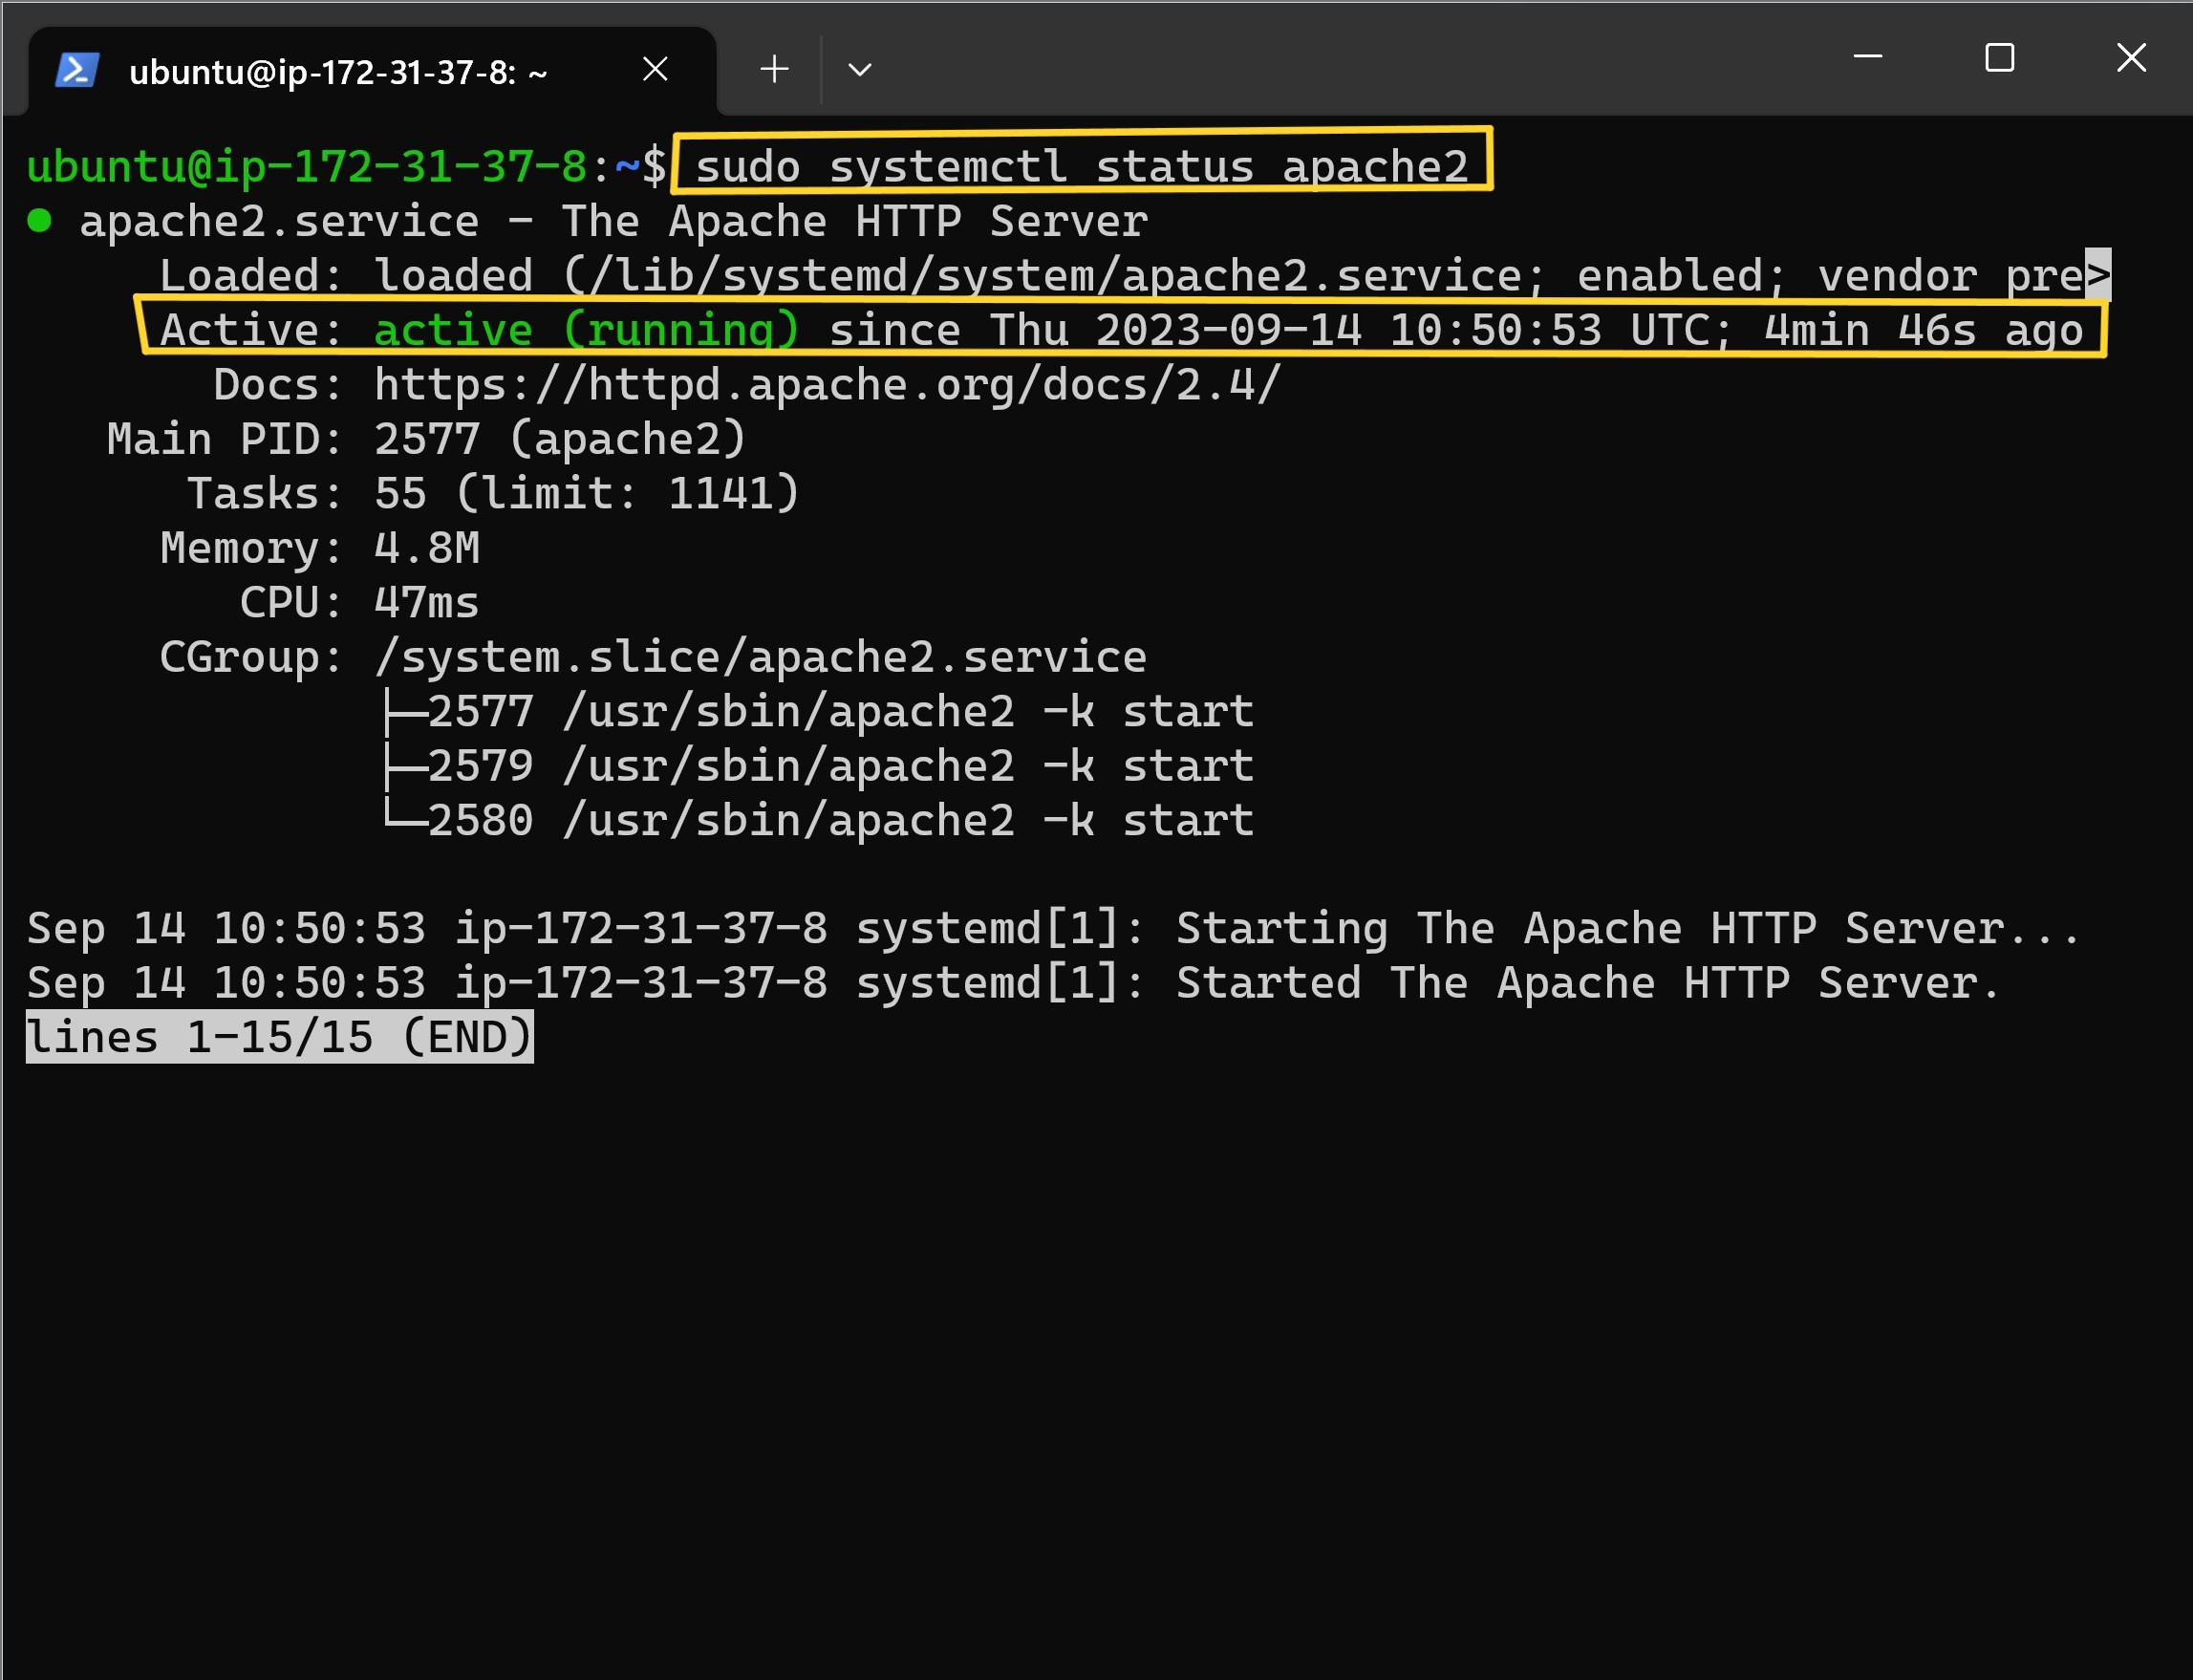 ubuntu@ip-172-31-37-8: ~
ubuntu@ip-172-31-37-8:~$ sudo systemctl status apache2
● apache2.service - The Apache HTTP Server
     Loaded: loaded (/lib/systemd/system/apache2.service; enabled; vendor pre>
     Active: active (running) since Thu 2023-09-14 10:50:53 UTC; 4min 46s ago
       Docs: https://httpd.apache.org/docs/2.4/
   Main PID: 2577 (apache2)
      Tasks: 55 (limit: 1141)
     Memory: 4.8M
        CPU: 47ms
     CGroup: /system.slice/apache2.service
             ├─2577 /usr/sbin/apache2 -k start
             ├─2579 /usr/sbin/apache2 -k start
             └─2580 /usr/sbin/apache2 -k start
Sep 14 10:50:53 ip-172-31-37-8 systemd[1]: Starting The Apache HTTP Server...
Sep 14 10:50:53 ip-172-31-37-8 systemd[1]: Started The Apache HTTP Server.
lines 1-15/15 (END)